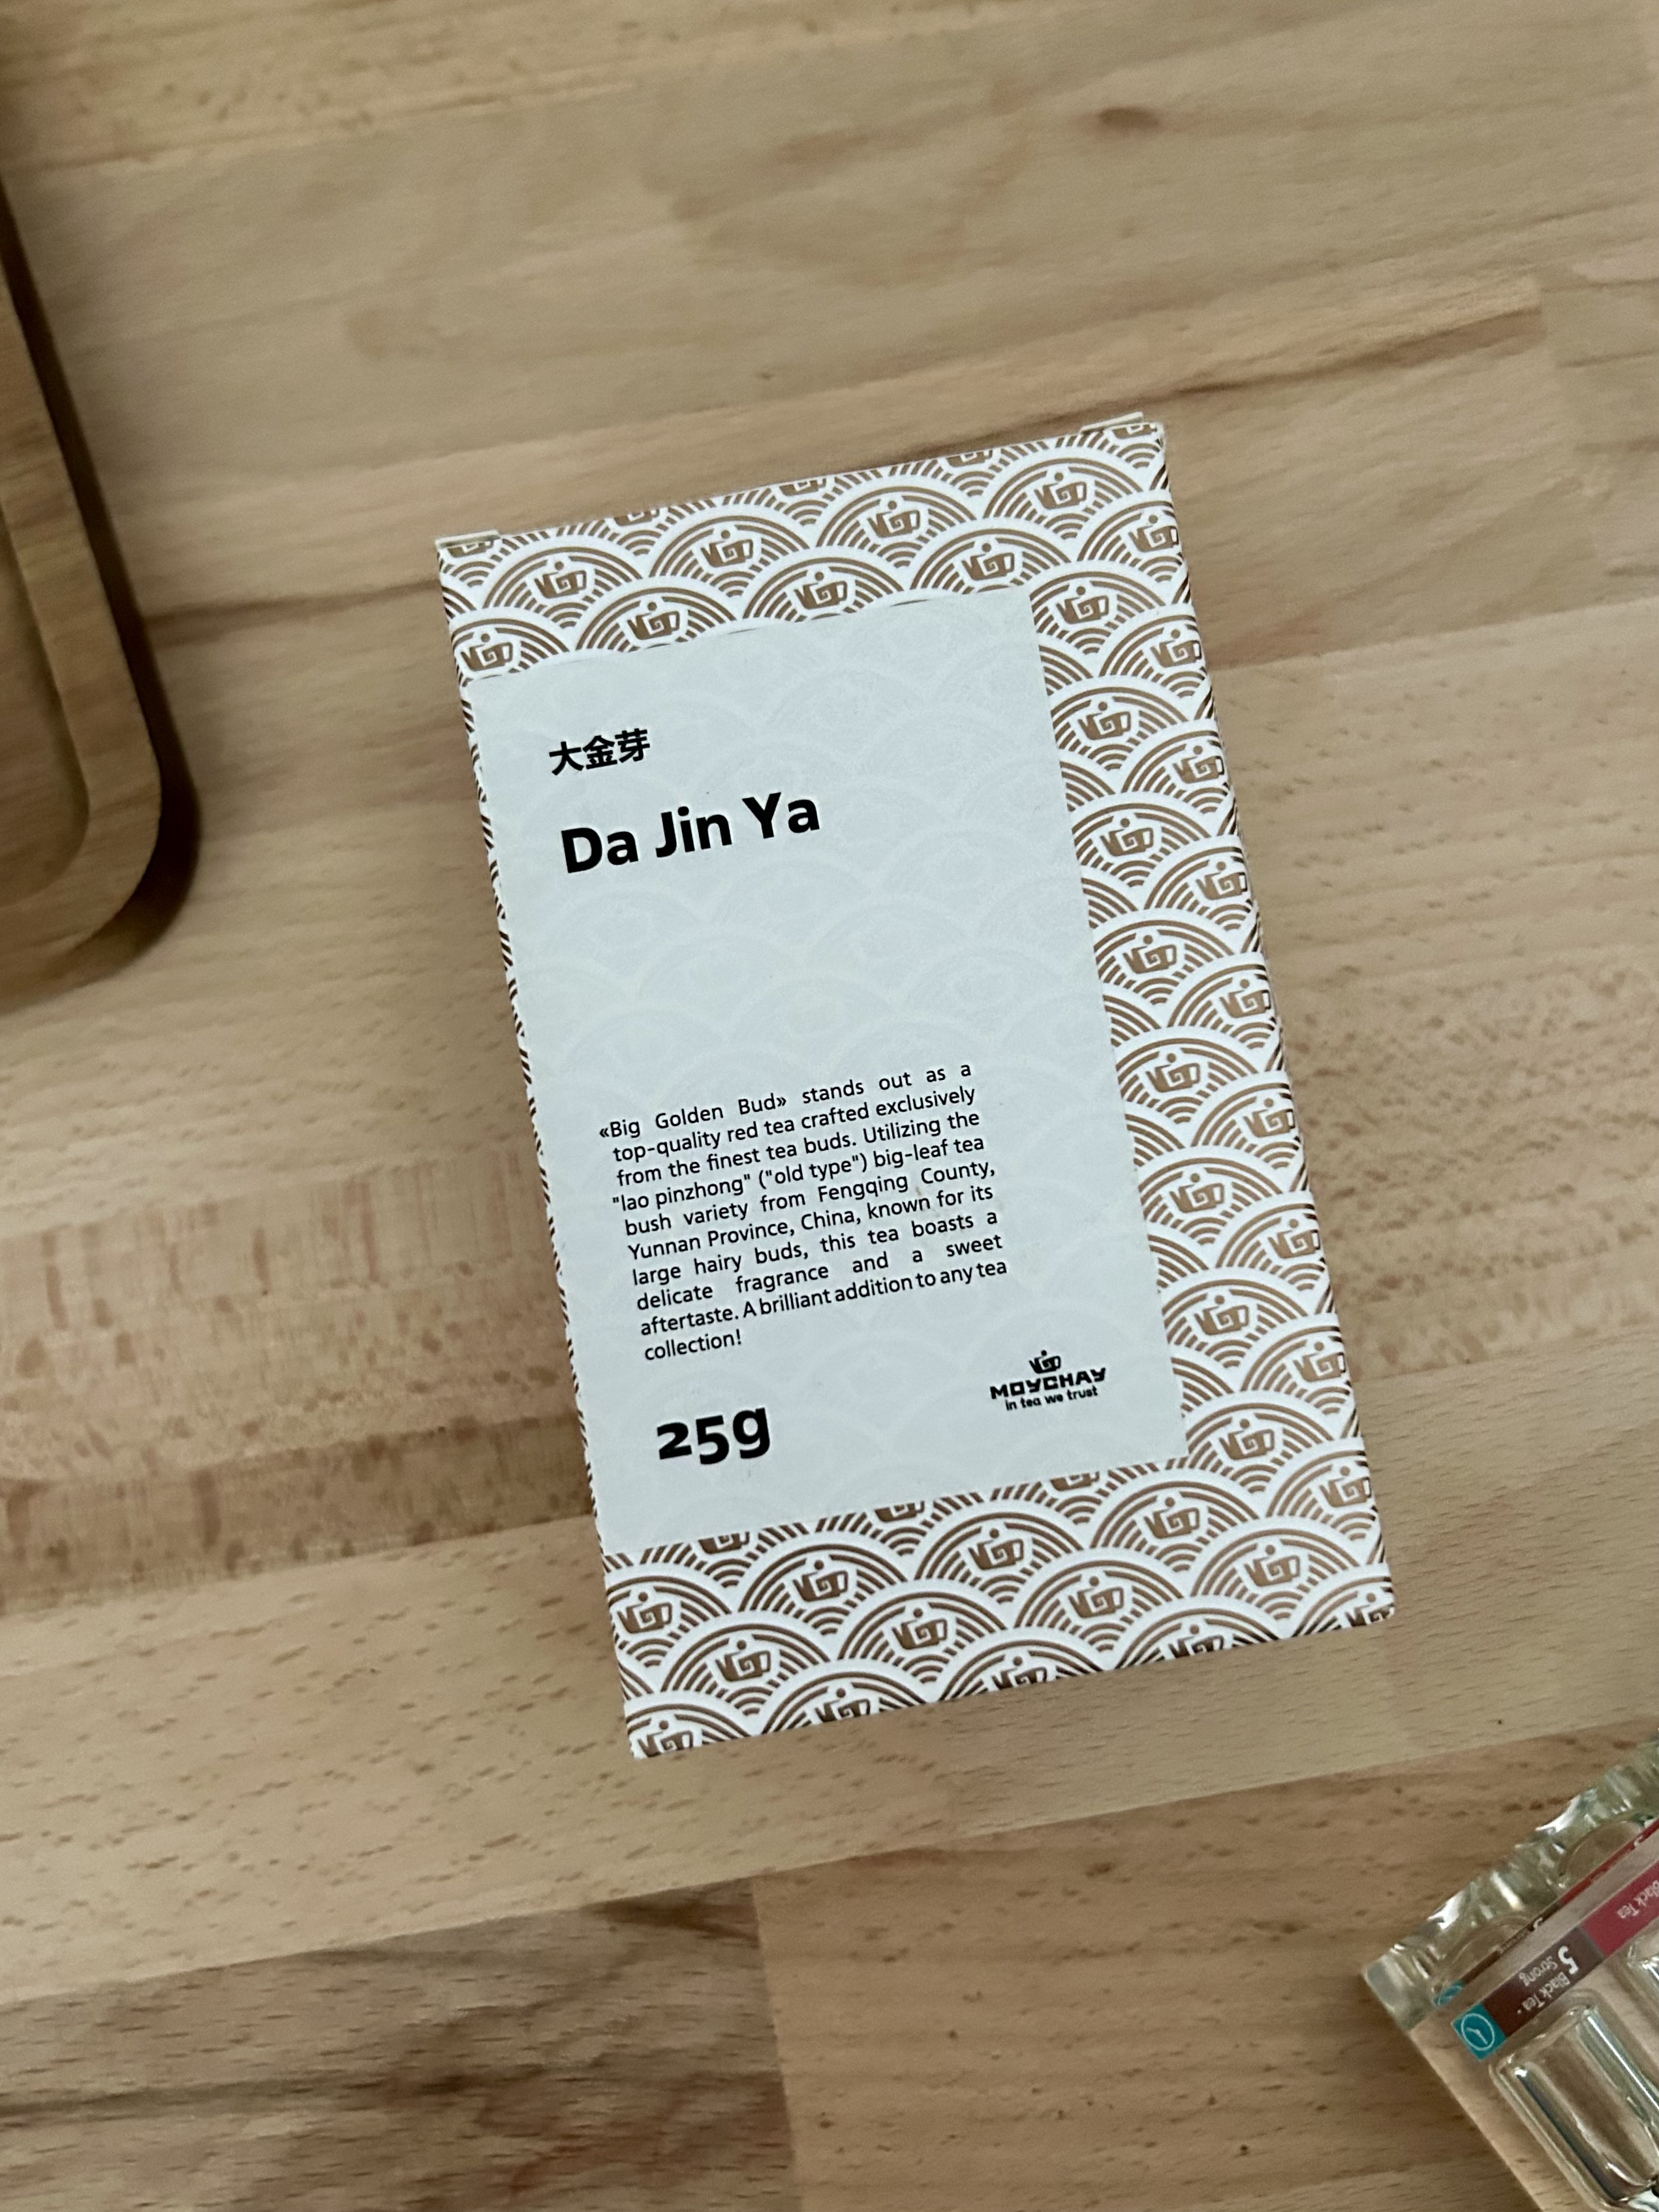 大金芽
Da Jin Ya
«Big Golden Bud» stands out as a
top-quality red tea crafted exclusively
from the finest tea buds. Utilizing the
"lao pinzhong" ("old type") big-leaf tea
bush variety from Fengqing County,
Yunnan Province, China, known for its
large hairy buds, this tea boasts a
delicate fragrance and a sweet
aftertaste. A brilliant addition to any tea
collection!
25g
MOYCHAY
in tea we trust
Black Tea
5 Black Tea
Strong